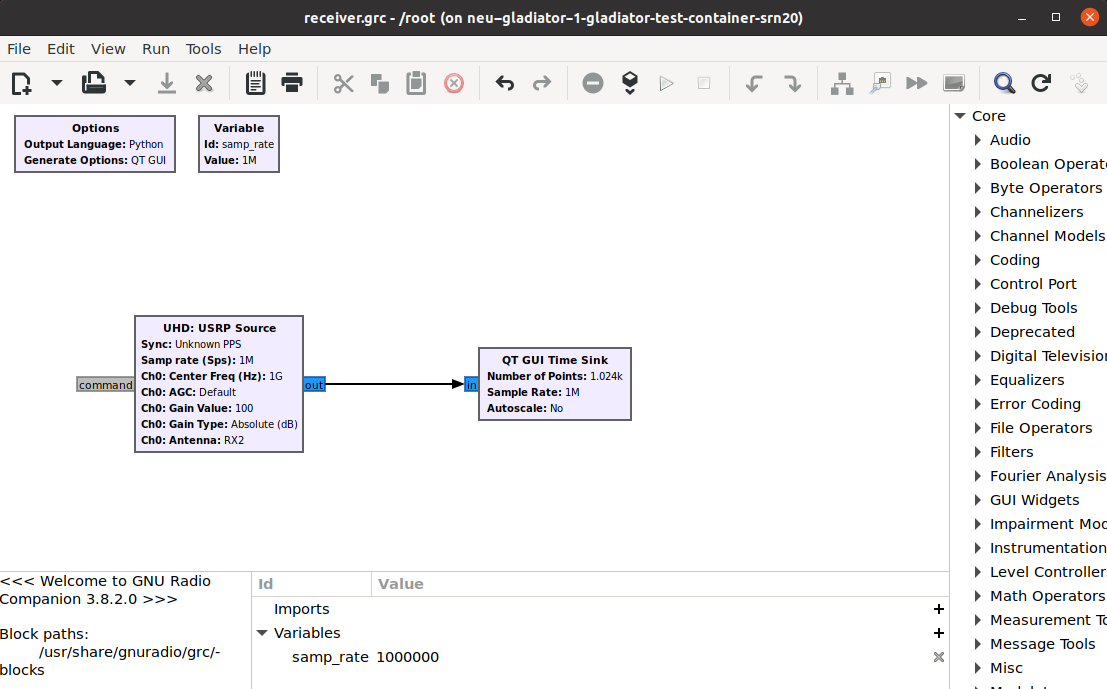 receiver.grc - /root (on neu–gladiator–1-gladiator-test-container-srn20)
File Edit View Run Tools Help
Options
Output Language: Python
Generate Options: QT GUI
Variable
Id: samp_rate
Value: 1M
UHD: USRP Source
Sync: Unknown PPS
Samp rate (Sps): 1M
Ch0: Center Freq (Hz): 1G
Ch0: AGC: Default
Ch0: Gain Value: 100
Ch0: Gain Type: Absolute (dB)
Ch0: Antenna: RX2
command
out
in
QT GUI Time Sink
Number of Points: 1.024k
Sample Rate: 1M
Autoscale: No
Core
Audio
Boolean Operat
Byte Operators
Channelizers
Channel Models
Coding
Control Port
Debug Tools
Deprecated
Digital Televisio
Equalizers
Error Coding
File Operators
Filters
Fourier Analysis
GUI Widgets
Impairment Mod
Instrumentation
Level Controller
Math Operators
Measurement To
Message Tools
Misc
<<< Welcome to GNU Radio
Companion 3.8.2.0 >>>
Block paths:
/usr/share/gnuradio/grc/-
blocks
Id Value
Imports
Variables
samp_rate 1000000